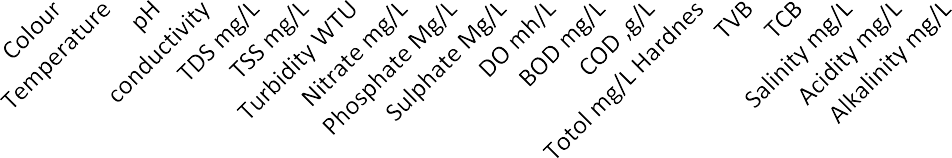 Colour
Temperature
pH
conductivity
TDS mg/L
TSS mg/L
Turbidity WTU
Nitrate mg/L
Phosphate Mg/L
Sulphate Mg/L
DO mh/L
BOD mg/L
COD ,g/L
Totol mg/L Hardnes
TVB
TCB
Salinity mg/L
Acidity mg/L
Alkalinity mg/L